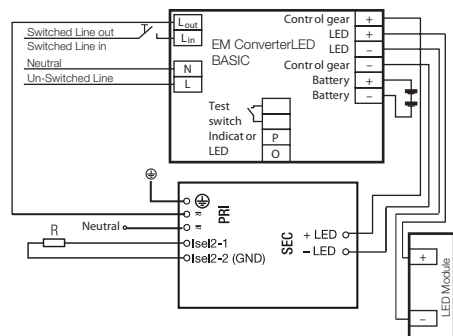 Switched Line out
Switched Line in
Neutral
Un-Switched Line
Lout
Lin
N
L
EM ConverterLED
BASIC
Control gear +
LED +
LED –
Control gear –
Battery +
Battery –
Test
switch
Indicator P
LED O
PRI
Neutral
R
Isel2-1
Isel2-2 (GND)
SEC
+ LED
– LED
+
LED Module
–